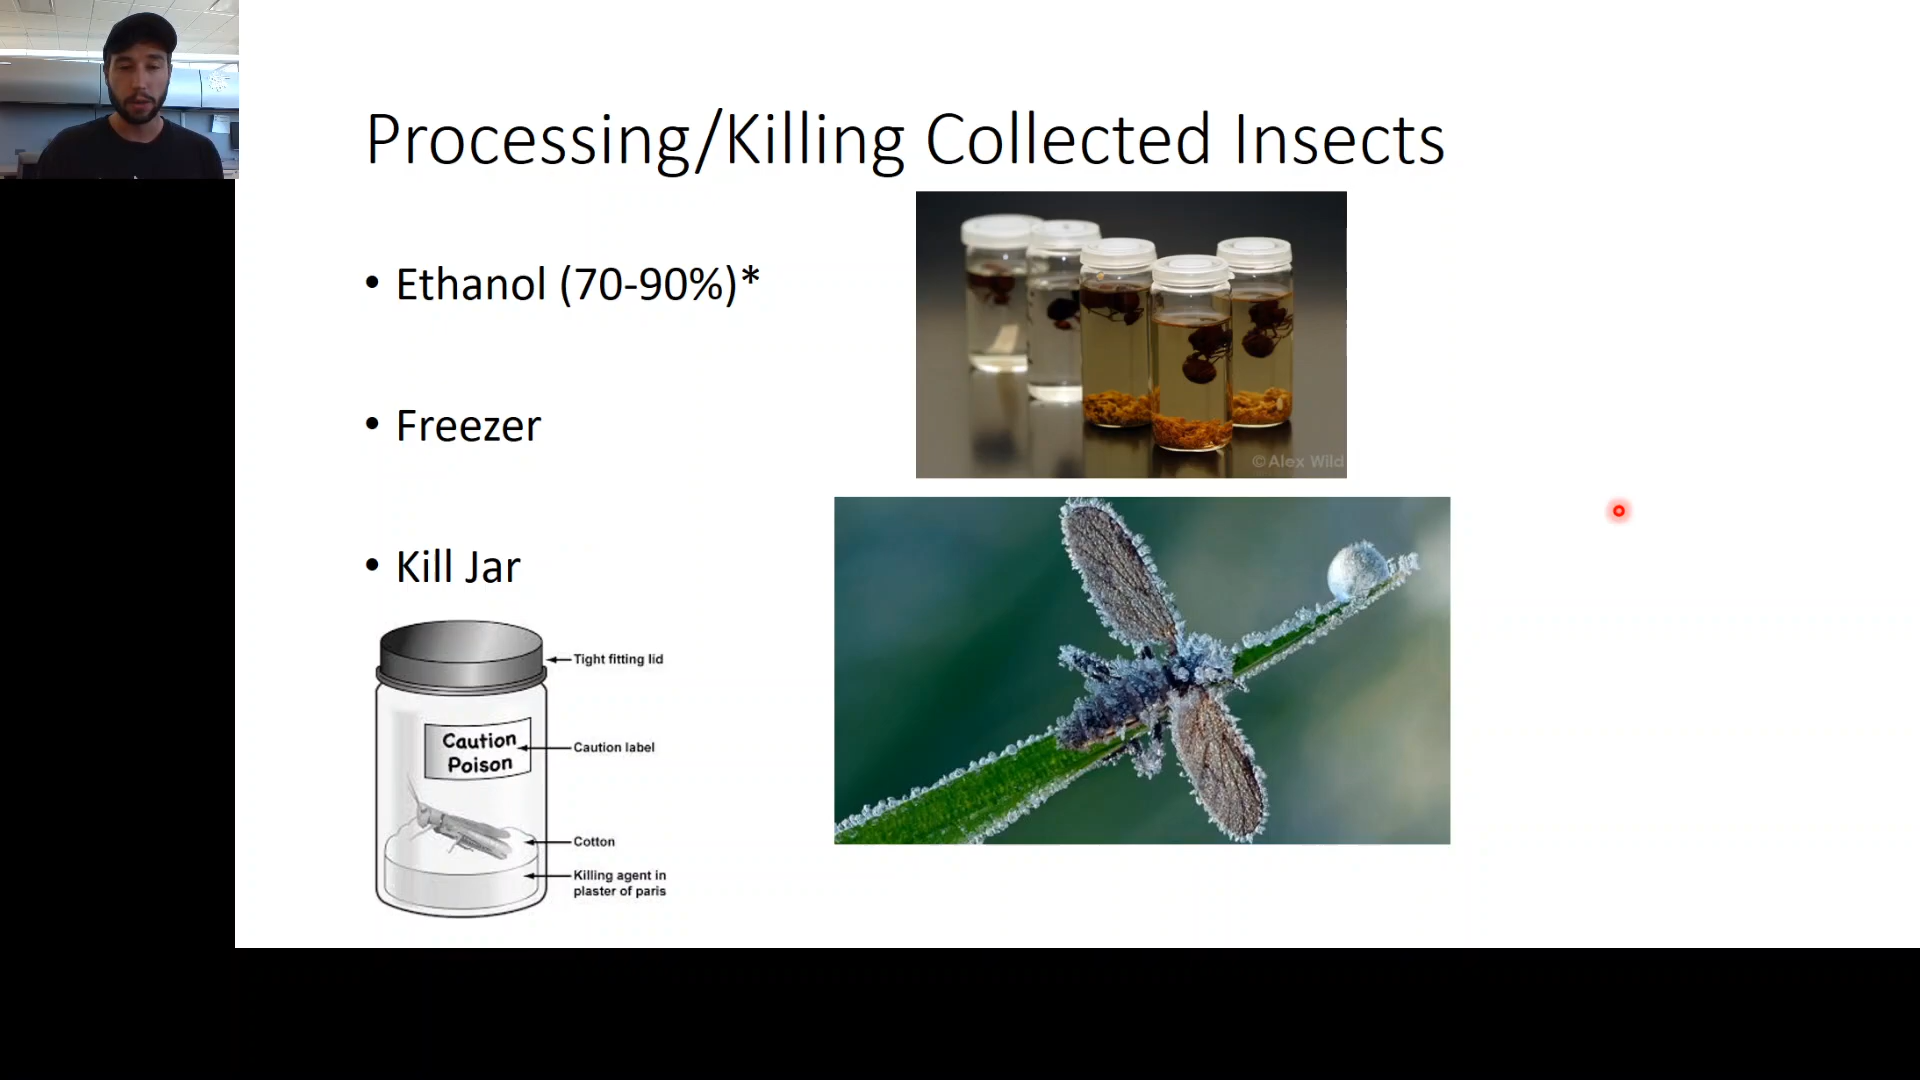 Processing/Killing Collected Insects
• Ethanol (70-90%)*
• Freezer
• Kill Jar
©Alex Wild
Tight fitting lid
Caution
Poison
Caution label
Cotton
Killing agent in
plaster of paris